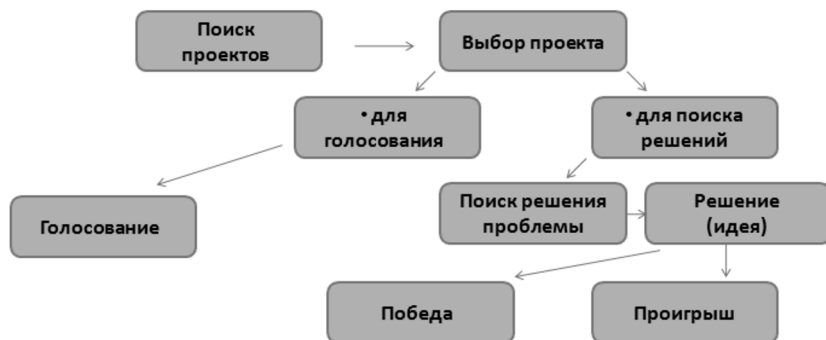 Поиск
проектов
Выбор проекта
• для
голосования
• для поиска
решений
Голосование
Поиск решения
проблемы
Решение
(идея)
Победа
Проигрыш